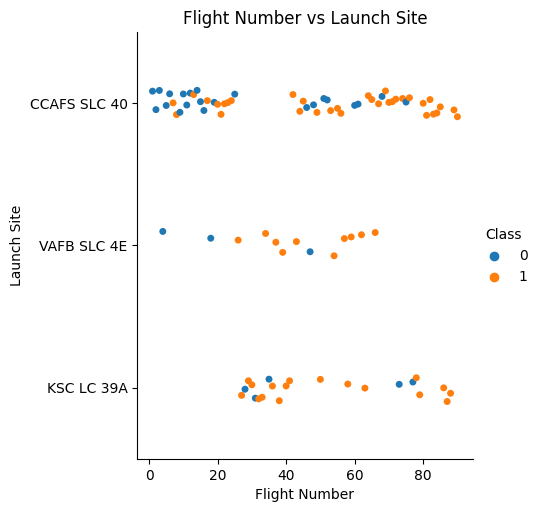 Flight Number vs Launch Site
CCAFS SLC 40
VAFB SLC 4E
KSC LC 39A
Launch Site
0 20 40 60 80
Flight Number
Class
0
1